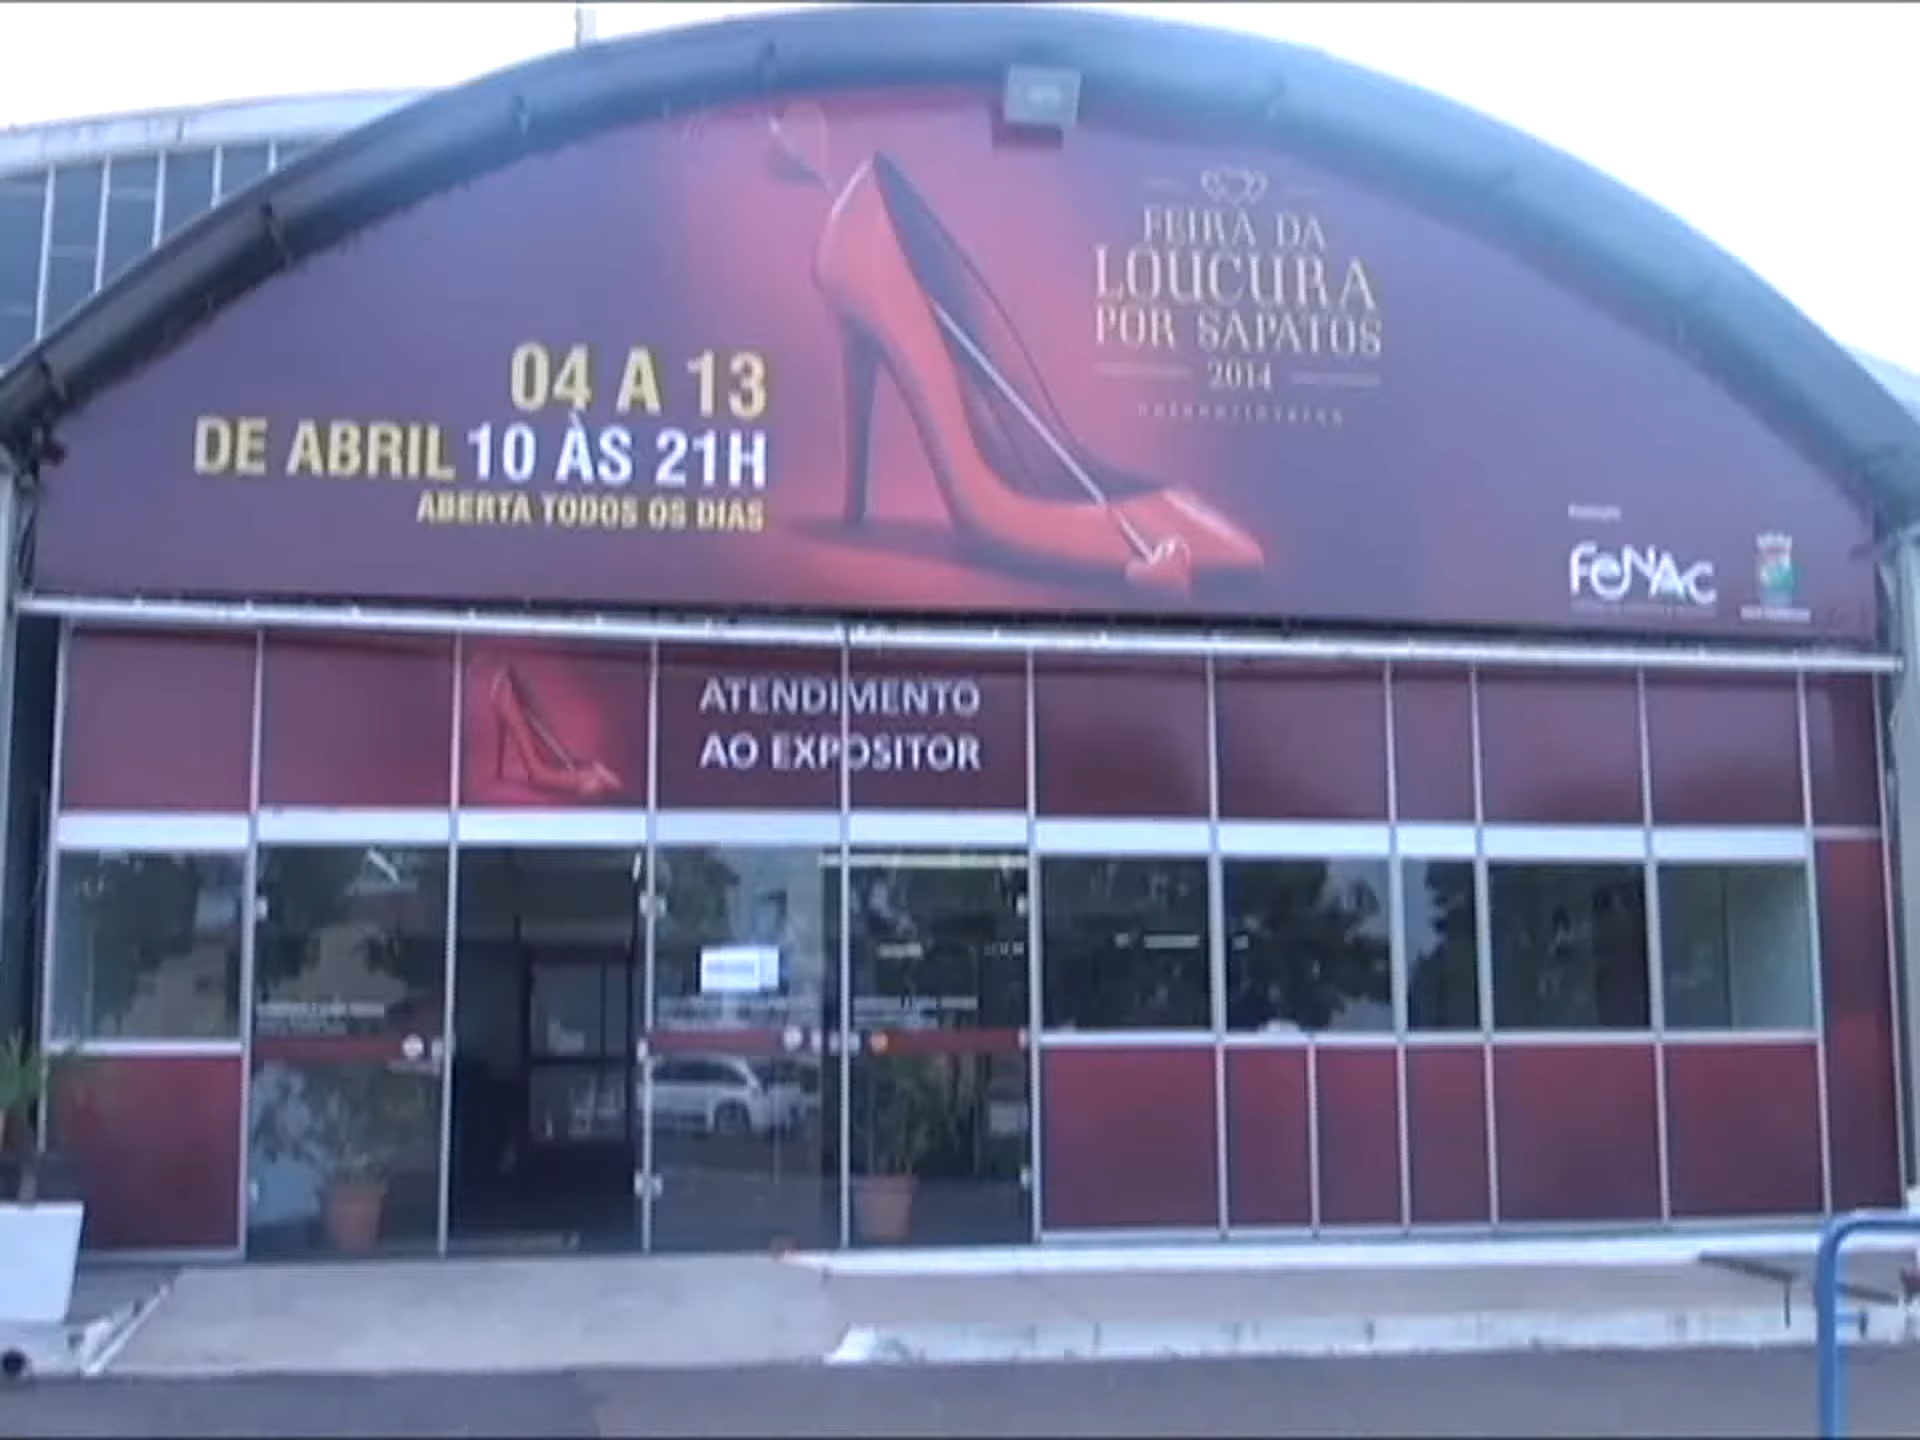 FEIRA DA
LOUCURA
POR SAPATOS
2014
04 A 13
DE ABRIL 10 ÀS 21H
ABERTA TODOS OS DIAS
FENAC
ATENDIMENTO
AO EXPOSITOR